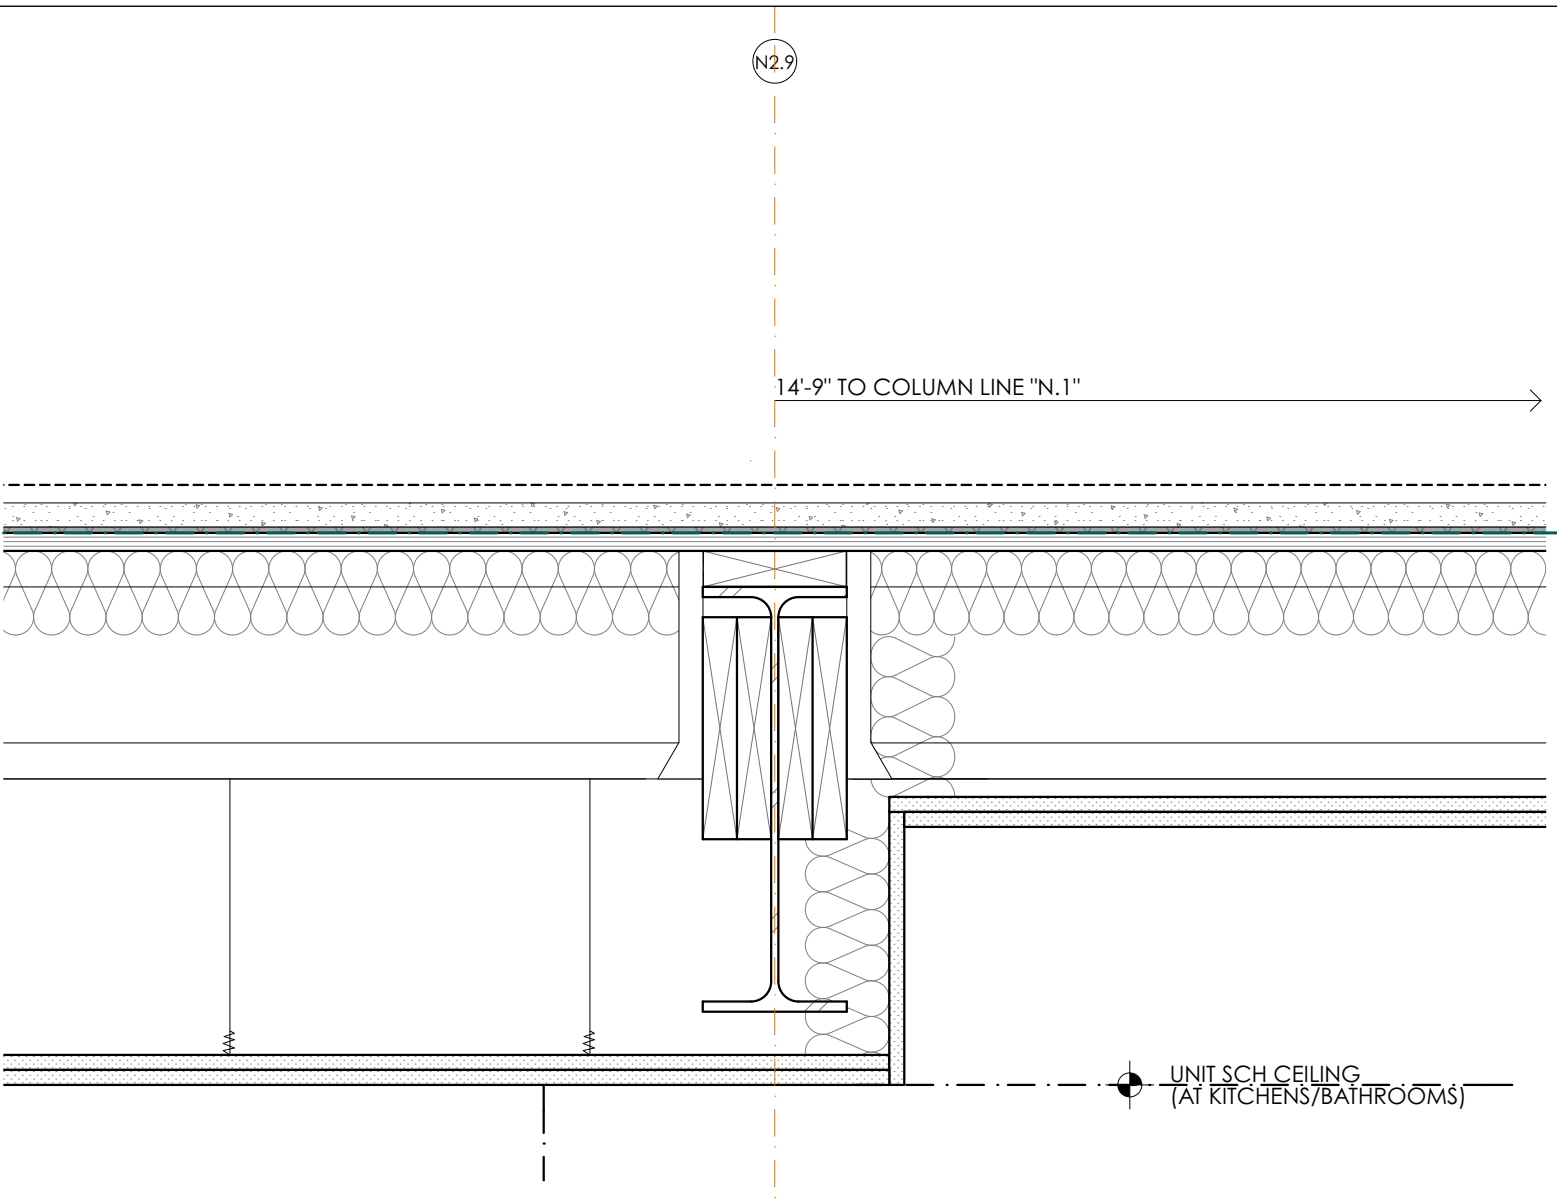 N2.9
14'-9" TO COLUMN LINE "N.1"
UNIT SCH CEILING
(AT KITCHENS/BATHROOMS)